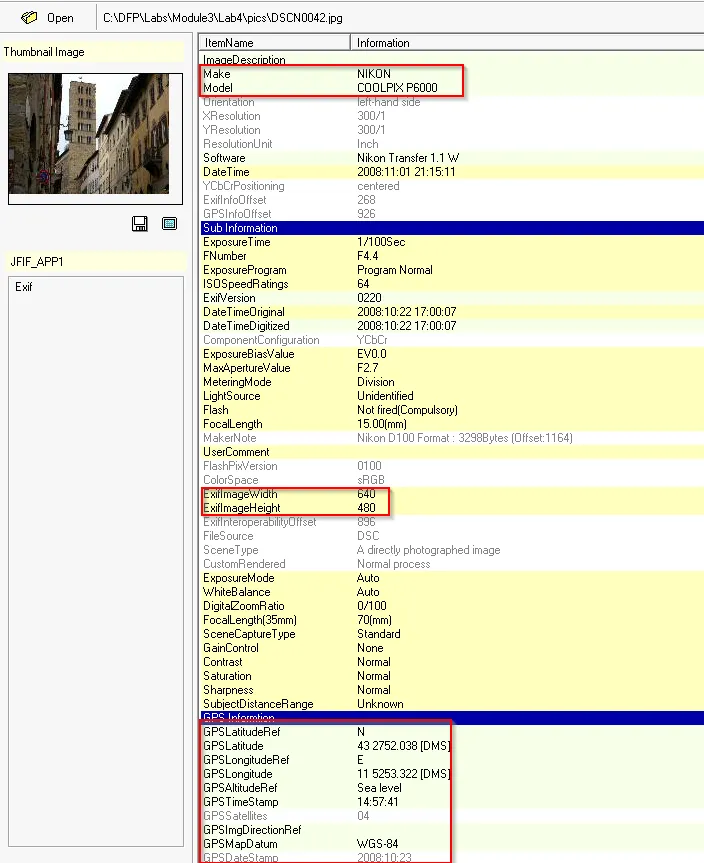 Open C:\DFP\Labs\Module3\Lab4\pics\DSCN0042.jpg
Thumbnail Image
JFIF_APP1
Exif
ItemName Information
ImageDescription
Make NIKON
Model COOLPIX P6000
Orientation left-hand side
XResolution 300/1
YResolution 300/1
ResolutionUnit Inch
Software Nikon Transfer 1.1 W
DateTime 2008:11:01 21:15:11
YCbCrPositioning centered
ExifInfoOffset 268
GPSInfoOffset 926
Sub Information
ExposureTime 1/100Sec
FNumber F4.4
ExposureProgram Program Normal
ISOSpeedRatings 64
ExifVersion 0220
DateTimeOriginal 2008:10:22 17:00:07
DateTimeDigitized 2008:10:22 17:00:07
ComponentConfiguration YCbCr
ExposureBiasValue EV0.0
MaxApertureValue F2.7
MeteringMode Division
LightSource Unidentified
Flash Not fired(Compulsory)
FocalLength 15.00(mm)
MakerNote Nikon D100 Format : 3298Bytes (Offset:1164)
UserComment
FlashPixVersion 0100
ColorSpace sRGB
ExifImageWidth 640
ExifImageHeight 480
ExifInteroperabilityOffset 896
FileSource DSC
SceneType A directly photographed image
CustomRendered Normal process
ExposureMode Auto
WhiteBalance Auto
DigitalZoomRatio 0/100
FocalLength(35mm) 70(mm)
SceneCaptureType Standard
GainControl None
Contrast Normal
Saturation Normal
Sharpness Normal
SubjectDistanceRange Unknown
GPS Informtion
GPSLatitudeRef N
GPSLatitude 43 2752.038 [DMS]
GPSLongitudeRef E
GPSLongitude 11 5253.322 [DMS]
GPSAltitudeRef Sea level
GPSTimeStamp 14:57:41
GPSSatellites 04
GPSImgDirectionRef
GPSMapDatum WGS-84
GPSDateStamp 2008:10:23